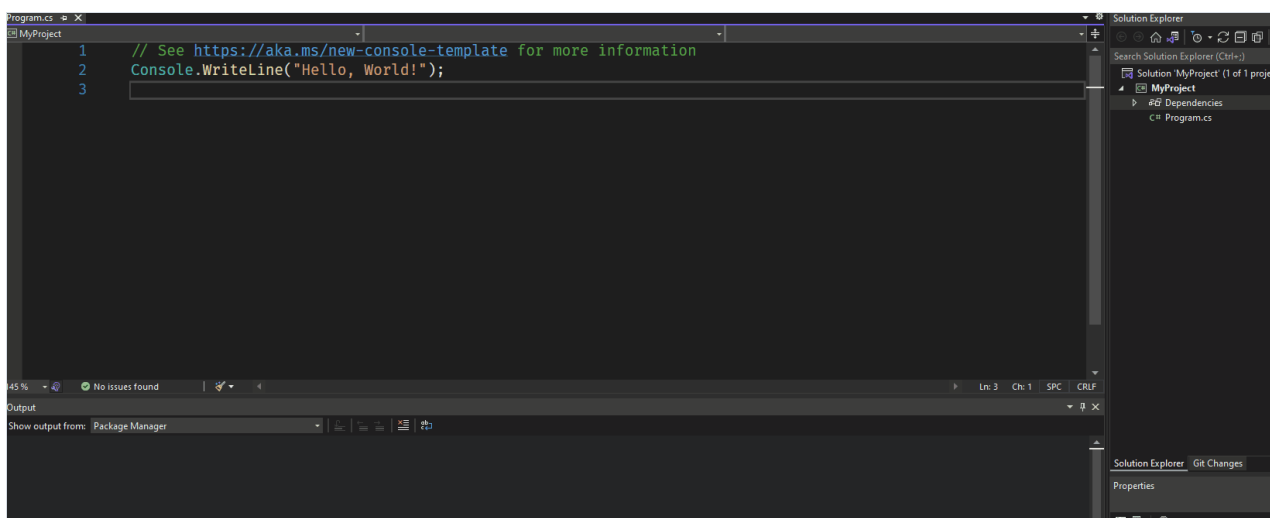 Program.cs
Solution Explorer
MyProject
Search Solution Explorer (Ctrl+;)
1 // See https://aka.ms/new-console-template for more information
2 Console.WriteLine("Hello, World!");
3
Solution 'MyProject' (1 of 1 proje
MyProject
Dependencies
C# Program.cs
145 % No issues found Ln: 3 Ch: 1 SPC CRLF
Output
Show output from: Package Manager
Solution Explorer Git Changes
Properties